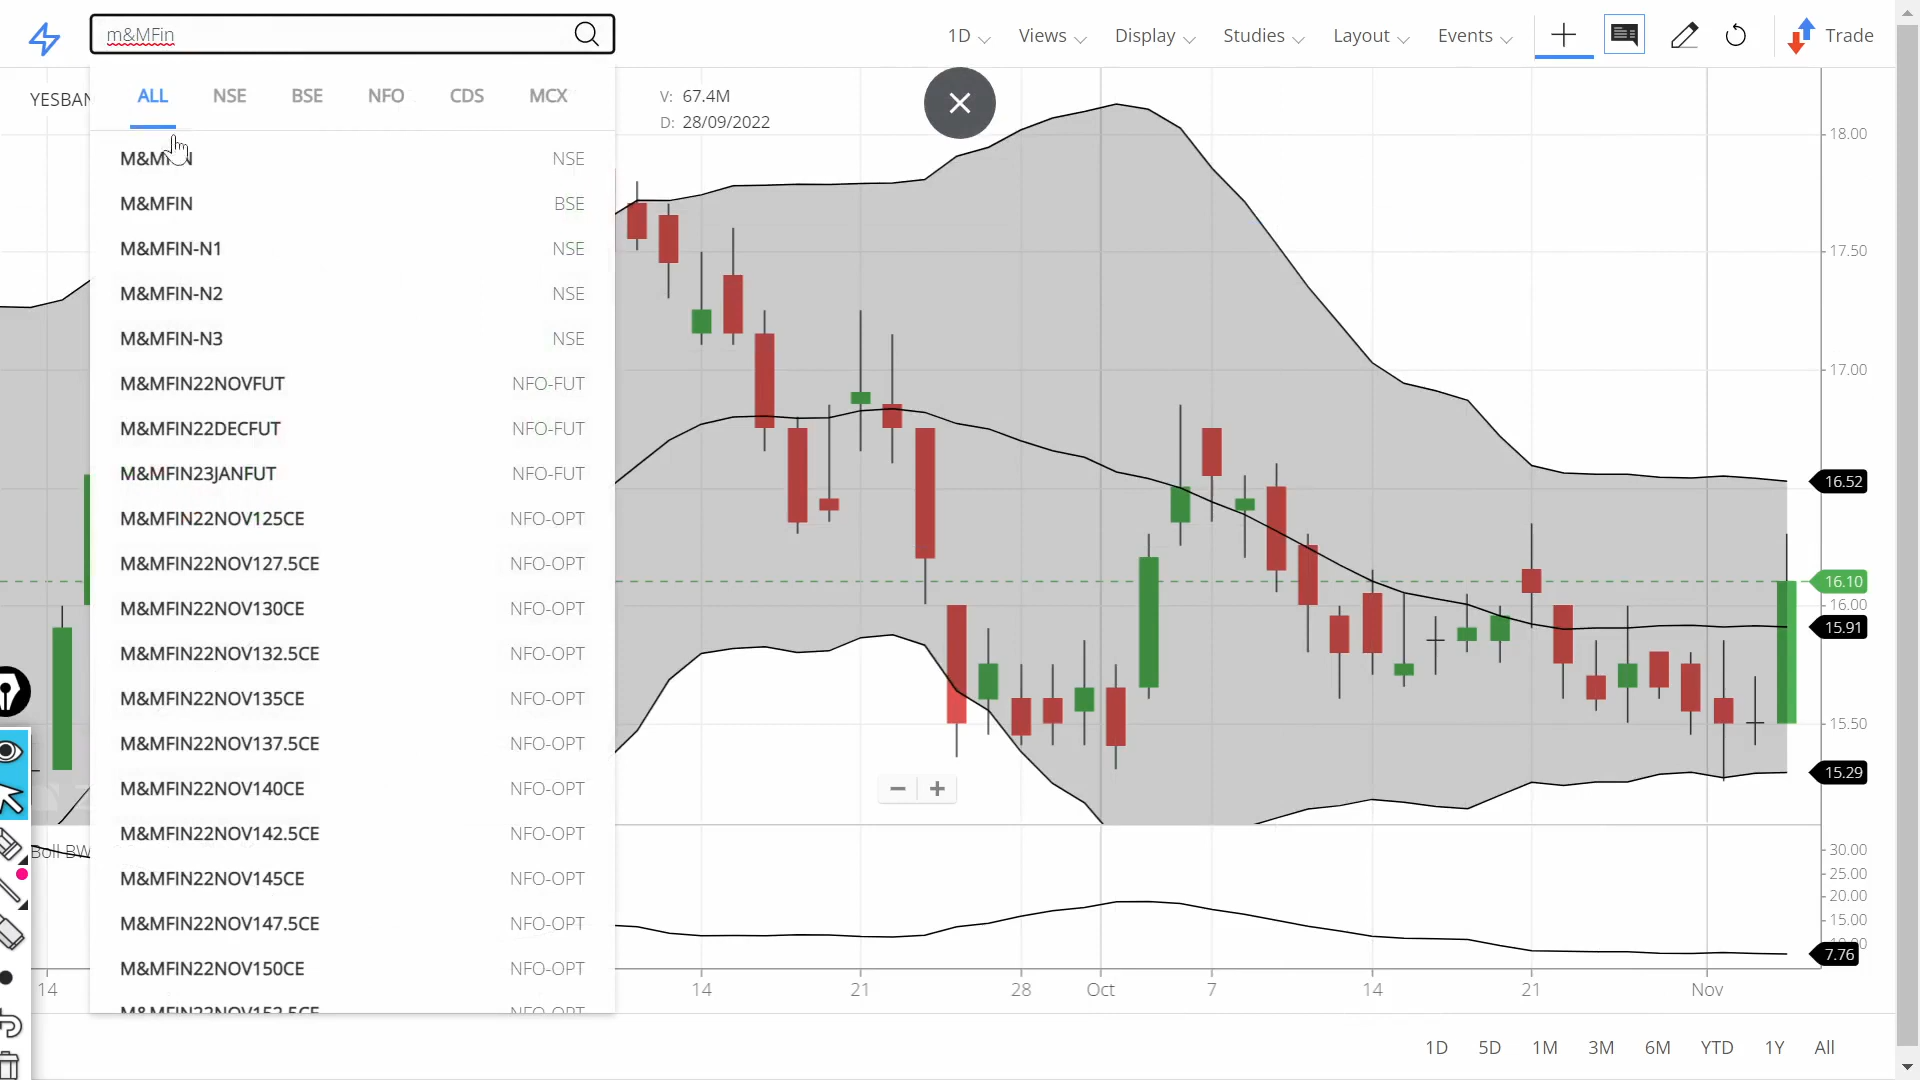 m&MFin
1D
Views
Display
Studies
Layout
Events
Trade
YESBAN
ALL
NSE
BSE
NFO
CDS
MCX
V: 67.4M
D: 28/09/2022
NSE
M&MFIN
BSE
M&MFIN-N1
NSE
M&MFIN-N2
NSE
M&MFIN-N3
NSE
M&MFIN22NOVFUT
NFO-FUT
M&MFIN22DECFUT
NFO-FUT
M&MFIN23JANFUT
NFO-FUT
M&MFIN22NOV125CE
NFO-OPT
M&MFIN22NOV127.5CE
NFO-OPT
M&MFIN22NOV130CE
NFO-OPT
M&MFIN22NOV132.5CE
NFO-OPT
M&MFIN22NOV135CE
NFO-OPT
M&MFIN22NOV137.5CE
NFO-OPT
M&MFIN22NOV140CE
NFO-OPT
M&MFIN22NOV142.5CE
NFO-OPT
M&MFIN22NOV145CE
NFO-OPT
M&MFIN22NOV147.5CE
NFO-OPT
M&MFIN22NOV150CE
NFO-OPT
M&MFIN22NOV152.5CE
NFO-OPT
18.00
17.50
17.00
16.52
16.10
16.00
15.91
15.50
15.29
Boll BW
30.00
25.00
20.00
15.00
7.76
14
14
21
28
Oct
7
14
21
Nov
1D
5D
1M
3M
6M
YTD
1Y
All